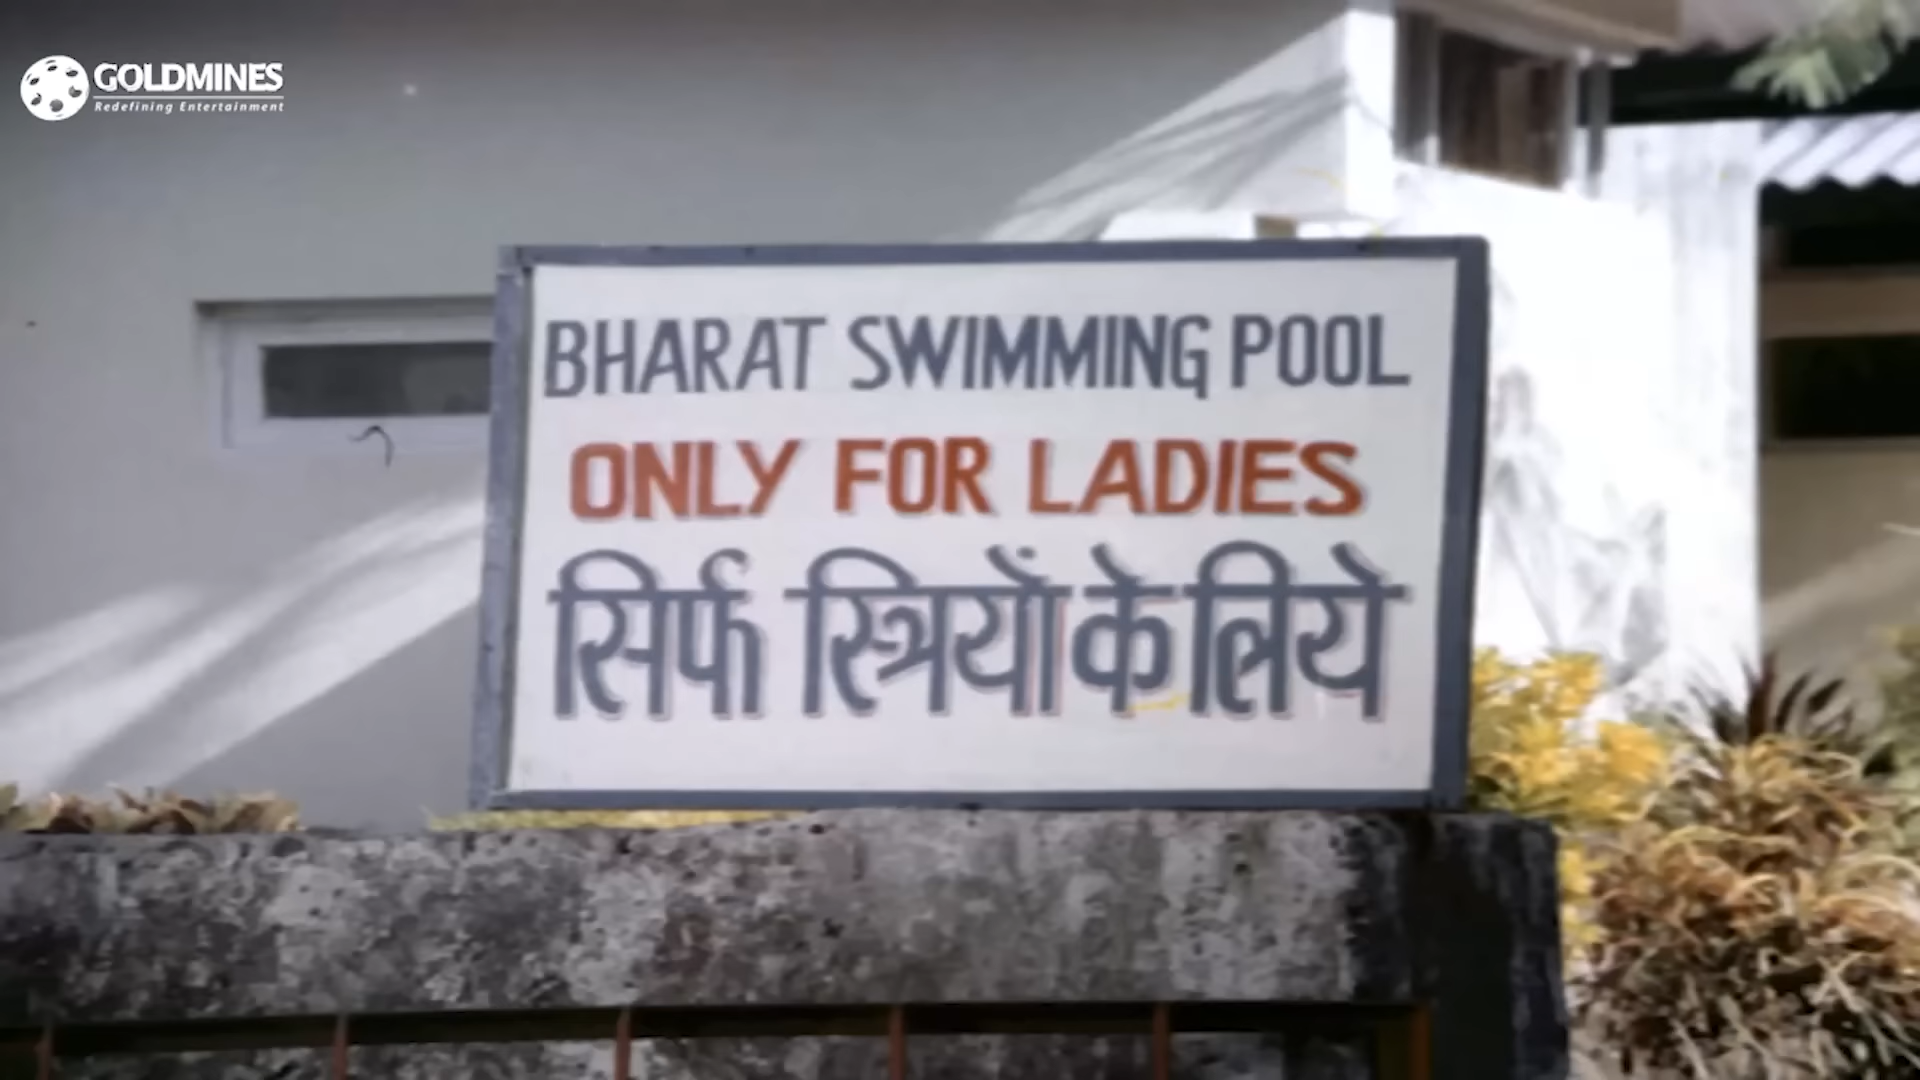 GOLDMINES
Redefining Entertainment
BHARAT SWIMMING POOL
ONLY FOR LADIES
सिर्फ स्त्रियों के लिये